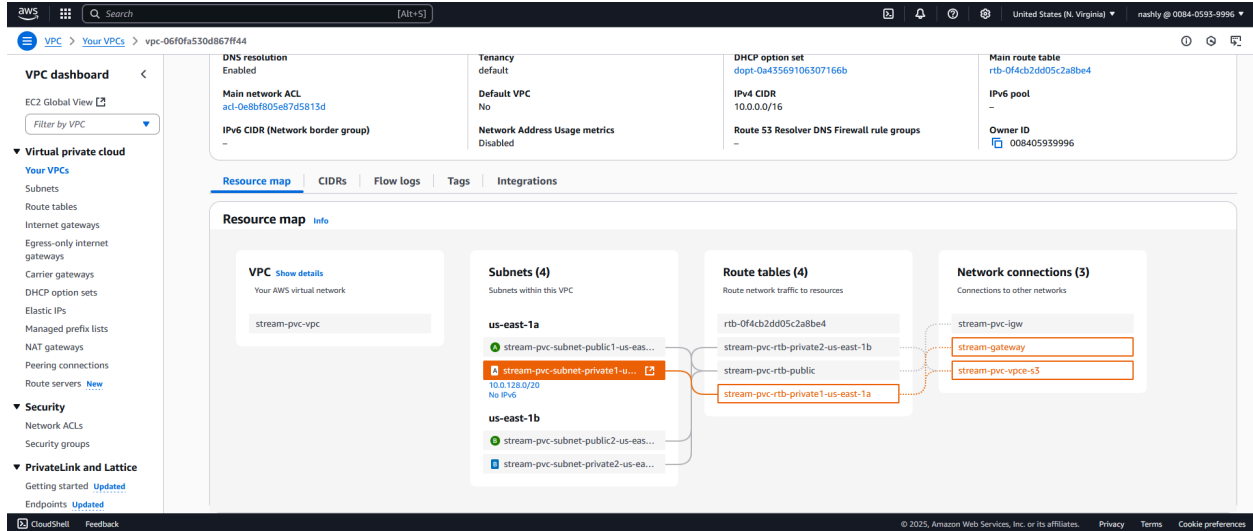 aws
Search [Alt+S]
United States (N. Virginia) ▼ nashly @ 0084-0593-9996 ▼
VPC > Your VPCs > vpc-06f0fa530d867ff44
VPC dashboard
EC2 Global View
Filter by VPC
Virtual private cloud
Your VPCs
Subnets
Route tables
Internet gateways
Egress-only internet
gateways
Carrier gateways
DHCP option sets
Elastic IPs
Managed prefix lists
NAT gateways
Peering connections
Route servers New
Security
Network ACLs
Security groups
PrivateLink and Lattice
Getting started Updated
Endpoints Updated
DNS resolution
Enabled
Tenancy
default
DHCP option set
dopt-0a43569106307166b
Main route table
rtb-0f4cb2dd05c2a8be4
Main network ACL
acl-0e8bf805e87d5813d
Default VPC
No
IPv4 CIDR
10.0.0.0/16
IPv6 pool
–
IPv6 CIDR (Network border group)
–
Network Address Usage metrics
Disabled
Route 53 Resolver DNS Firewall rule groups
–
Owner ID
008405939996
Resource map CIDRs Flow logs Tags Integrations
Resource map Info
VPC Show details
Your AWS virtual network
stream-pvc-vpc
Subnets (4)
Subnets within this VPC
us-east-1a
A stream-pvc-subnet-public1-us-eas...
A stream-pvc-subnet-private1-u...
10.0.128.0/20
No IPv6
us-east-1b
B stream-pvc-subnet-public2-us-eas...
B stream-pvc-subnet-private2-us-ea...
Route tables (4)
Route network traffic to resources
rtb-0f4cb2dd05c2a8be4
stream-pvc-rtb-private2-us-east-1b
stream-pvc-rtb-public
stream-pvc-rtb-private1-us-east-1a
Network connections (3)
Connections to other networks
stream-pvc-igw
stream-gateway
stream-pvc-vpce-s3
CloudShell Feedback
© 2025, Amazon Web Services, Inc. or its affiliates. Privacy Terms Cookie preferences